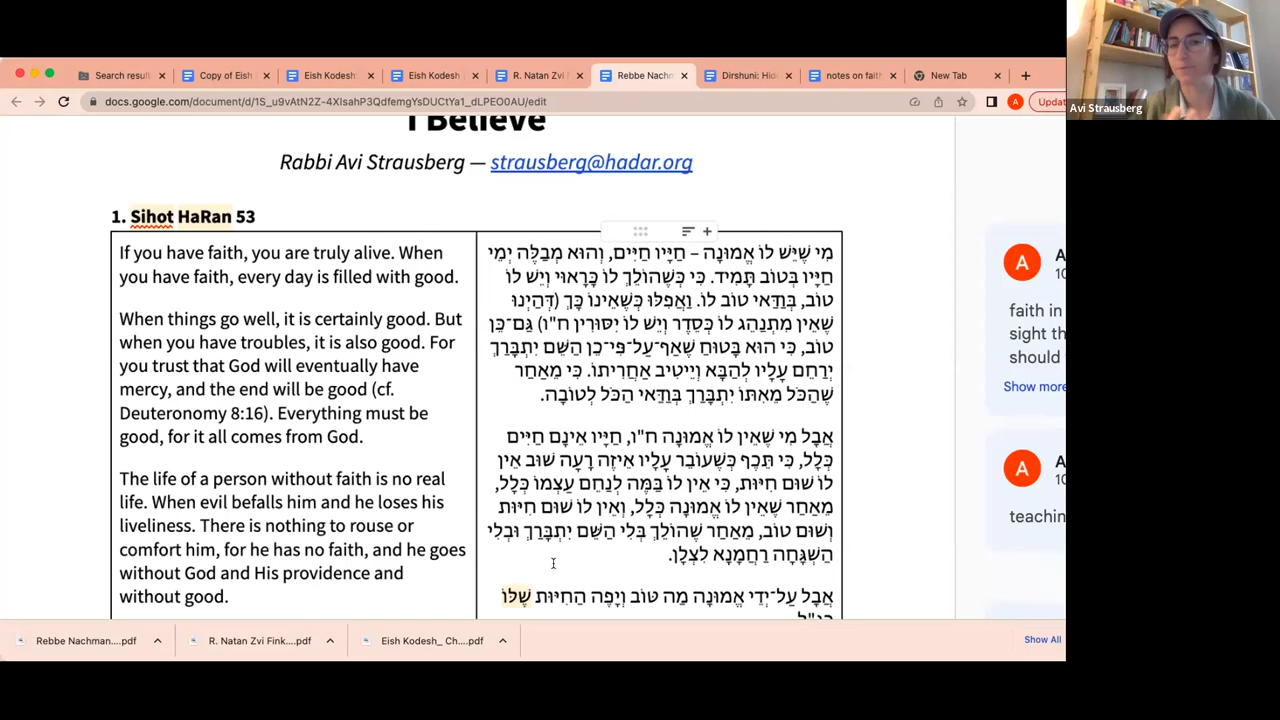 Avi Strausberg
Search resul
Copy of Eish
Eish Kodesh:
Eish Kodesh
R. Natan Zvi
Rebbe Nachm
Dirshuni: Hid
notes on faith
New Tab
docs.google.com/document/d/1S_u9vAtN2Z-4XIsahP3QdfemgYsDUCtYa1_dLPEO0AU/edit
A
Updat
I Believe
Rabbi Avi Strausberg — strausberg@hadar.org
1. Sihot HaRan 53
If you have faith, you are truly alive. When
you have faith, every day is filled with good.
When things go well, it is certainly good. But
when you have troubles, it is also good. For
you trust that God will eventually have
mercy, and the end will be good (cf.
Deuteronomy 8:16). Everything must be
good, for it all comes from God.
The life of a person without faith is no real
life. When evil befalls him and he loses his
liveliness. There is nothing to rouse or
comfort him, for he has no faith, and he goes
without God and His providence and
without good.
מִי שֶׁיֵּשׁ לוֹ אֱמוּנָה – חַיָּיו חַיִּים, וְהוּא מְבַלֶּה יְמֵי
חַיָּיו בְּטוֹב תָּמִיד. כִּי כְּשֶׁהוֹלֵךְ לוֹ כָּרָאוּי וְיֵשׁ לוֹ
טוֹב, בְּוַדַּאי טוֹב לוֹ. וַאֲפִלּוּ כְּשֶׁאֵינוֹ כָּךְ (דְּהַיְנוּ
שֶׁאֵין מִתְנַהֵג לוֹ כְּסֵדֶר וְיֵשׁ לוֹ יִסּוּרִין ח"ו) גַּם־כֵּן
טוֹב, כִּי הוּא בָּטוּחַ שֶׁאַף־עַל־פִּי־כֵן הַשֵּׁם יִתְבָּרַךְ
יְרַחֵם עָלָיו לְהַבָּא וְיֵיטִיב אַחֲרִיתוֹ. כִּי מֵאַחַר
שֶׁהַכֹּל מֵאִתּוֹ יִתְבָּרַךְ בְּוַדַּאי הַכֹּל לְטוֹבָה.
אֲבָל מִי שֶׁאֵין לוֹ אֱמוּנָה ח"ו, חַיָּיו אֵינָם חַיִּים
כְּלָל, כִּי תֵּכֶף כְּשֶׁעוֹבֵר עָלָיו אֵיזֶה רָעָה שׁוּב אֵין
לוֹ שׁוּם חִיּוּת, כִּי אֵין לוֹ בַּמֶּה לְנַחֵם עַצְמוֹ כְּלָל,
מֵאַחַר שֶׁאֵין לוֹ אֱמוּנָה כְּלָל, וְאֵין לוֹ שׁוּם חִיּוּת
וְשׁוּם טוֹב, מֵאַחַר שֶׁהוֹלֵךְ בְּלִי הַשֵּׁם יִתְבָּרַךְ וּבְלִי
הַשְׁגָּחָה רַחֲמָנָא לִצְלָן.
אֲבָל עַל־יְדֵי אֱמוּנָה מַה טּוֹב וְיָפֶה הַחִיּוּת שֶׁלּוֹ
A
A
10
faith in
sight th
should
Show more
A
A
10
teachin
Rebbe Nachman....pdf
R. Natan Zvi Fink....pdf
Eish Kodesh_ Ch....pdf
Show All